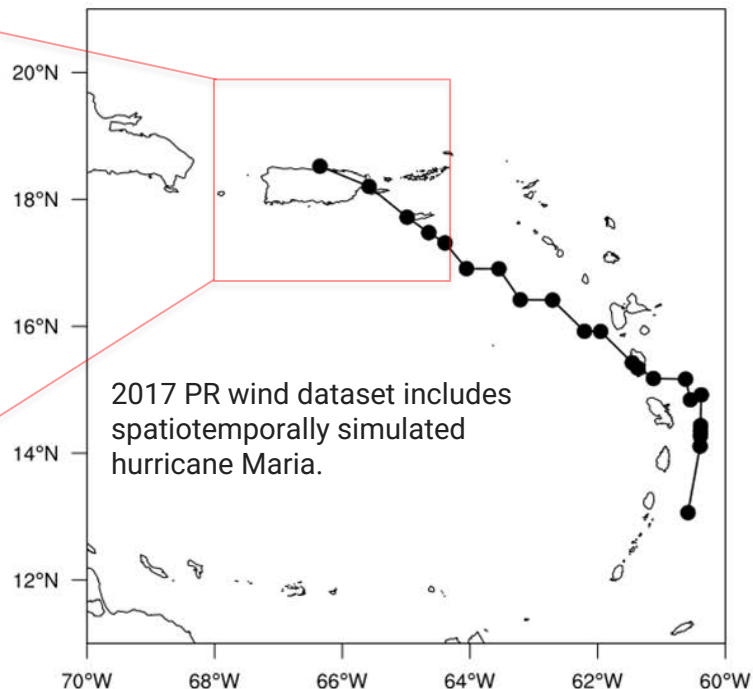 20°N
18°N
16°N
2017 PR wind dataset includes
spatiotemporally simulated
hurricane Maria.
14°N
12°N
70°W 68°W 66°W 64°W 62°W 60°W